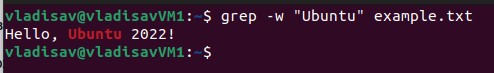 vladisav@vladisavVM1:~$ grep -w "Ubuntu" example.txt
Hello, Ubuntu 2022!
vladisav@vladisavVM1:~$